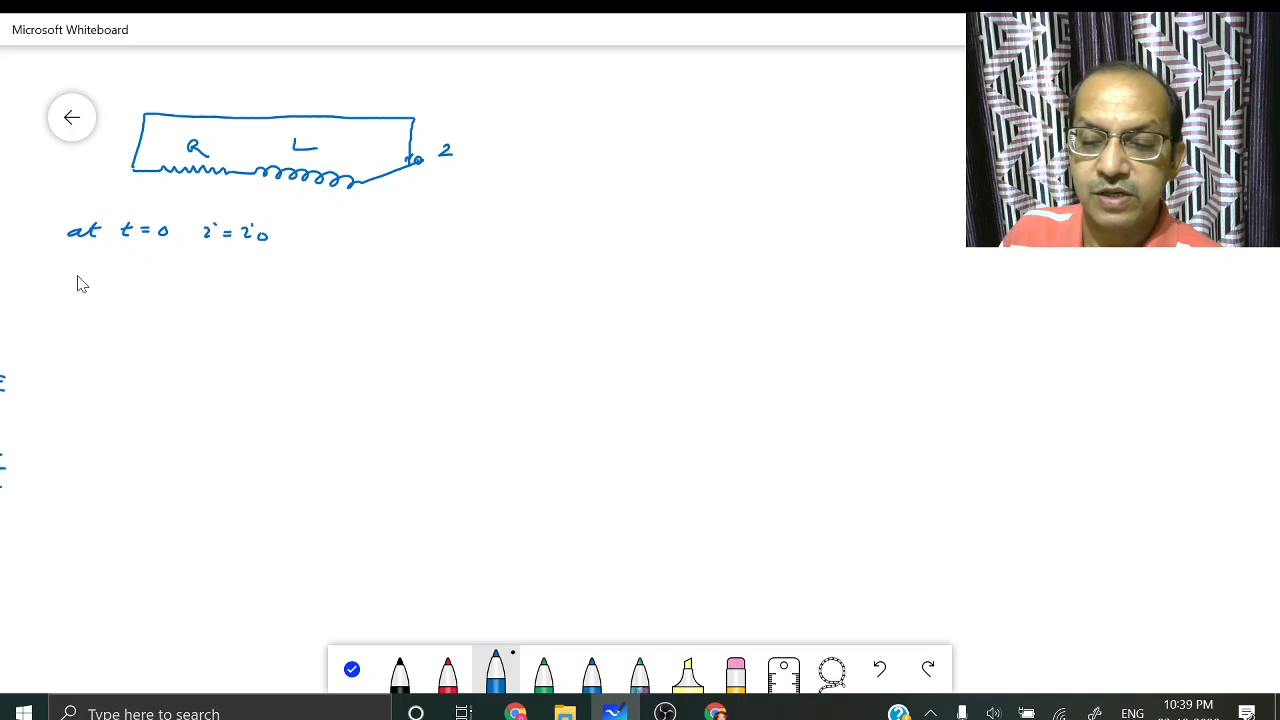 Microsoft Whiteboard
R L
2
at t = 0 i = i0
Type here to search
ENG
10:39 PM